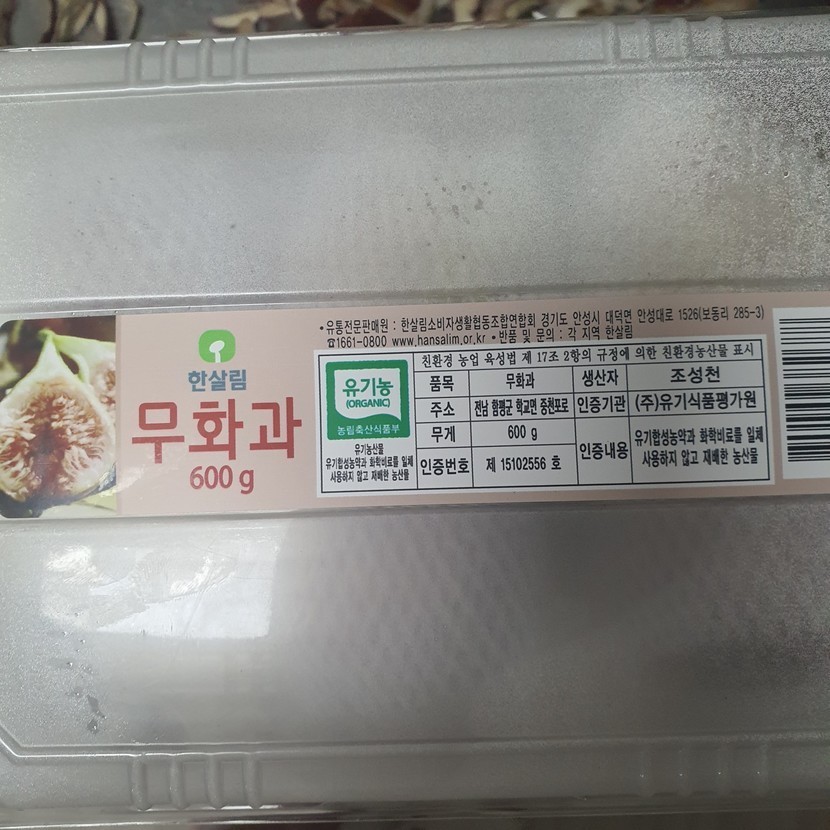 한살림
무화과
600 g
• 유통전문판매원 : 한살림소비자생활협동조합연합회 경기도 안성시 대덕면 안성대로 1526(보동리 285-3)
☎1661-0800 www.hansalim.or.kr • 반품 및 문의 : 각 지역 한살림
친환경 농업 육성법 제 17조 2항의 규정에 의한 친환경농산물 표시
유기농
(ORGANIC)
농림축산식품부
유기농산물
유기합성농약과 화학비료를 일체
사용하지 않고 재배한 농산물
품목 무화과 생산자 조성천
주소 전남 함평군 학교면 중천포로 인증기관 (주)유기식품평가원
무게 600 g 인증내용 유기합성농약과 화학비료를 일체
사용하지 않고 재배한 농산물
인증번호 제 15102556 호